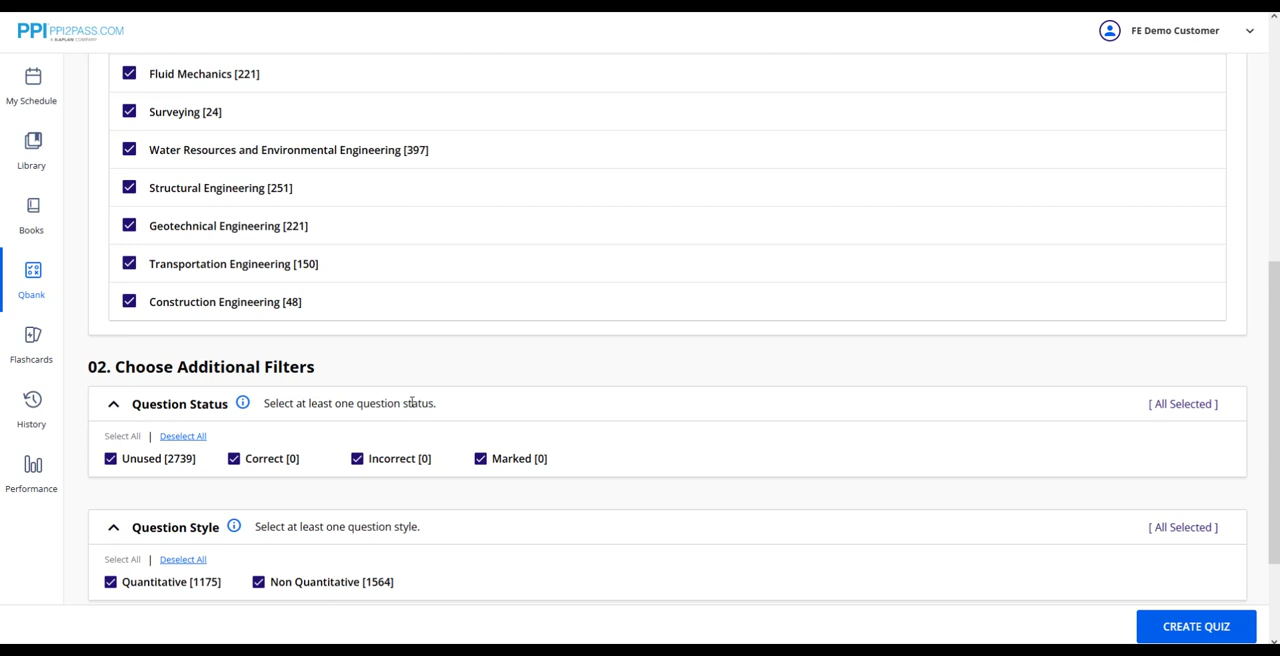 PPI PPI2PASS.COM
A KAPLAN COMPANY
FE Demo Customer
My Schedule
Library
Books
Qbank
Flashcards
History
Performance
Fluid Mechanics [221]
Surveying [24]
Water Resources and Environmental Engineering [397]
Structural Engineering [251]
Geotechnical Engineering [221]
Transportation Engineering [150]
Construction Engineering [48]
02. Choose Additional Filters
Question Status Select at least one question status. [ All Selected ]
Select All | Deselect All
Unused [2739] Correct [0] Incorrect [0] Marked [0]
Question Style Select at least one question style. [ All Selected ]
Select All | Deselect All
Quantitative [1175] Non Quantitative [1564]
CREATE QUIZ